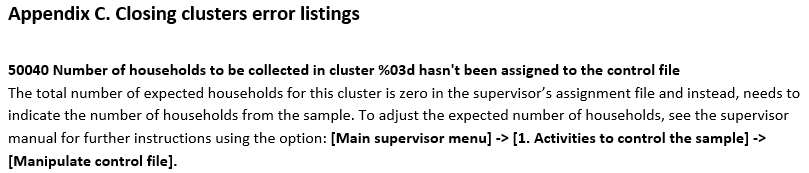 Appendix C. Closing clusters error listings
50040 Number of households to be collected in cluster %03d hasn't been assigned to the control file
The total number of expected households for this cluster is zero in the supervisor's assignment file and instead, needs to
indicate the number of households from the sample. To adjust the expected number of households, see the supervisor
manual for further instructions using the option: [Main supervisor menu] -> [1. Activities to control the sample] ->
[Manipulate control file].